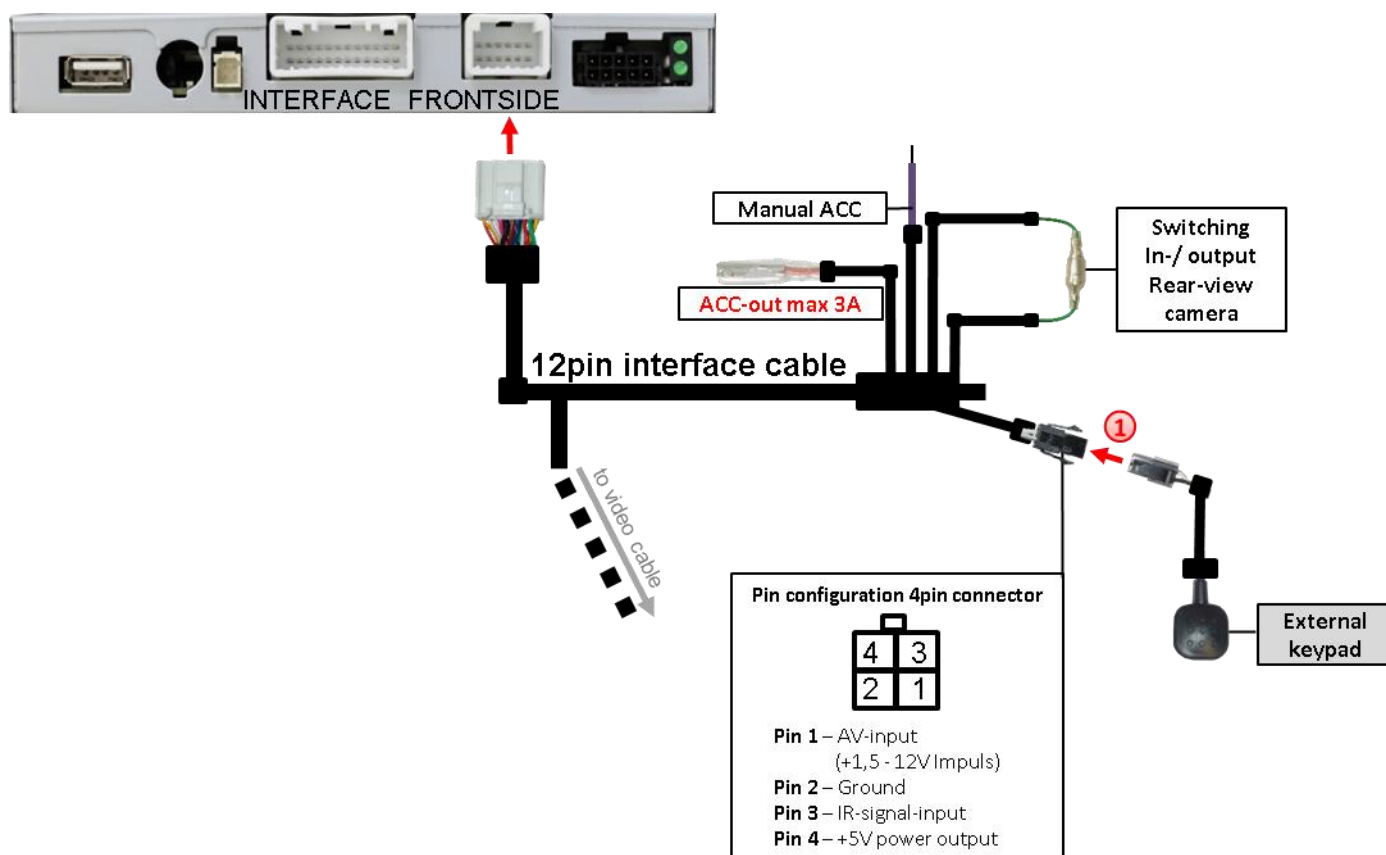 INTERFACE FRONTSIDE
Manual ACC
Switching
In-/ output
Rear-view
camera
ACC-out max 3A
12pin interface cable
1
to video cable
Pin configuration 4pin connector
4 3
2 1
Pin 1 – AV-input
(+1,5 - 12V Impuls)
Pin 2 – Ground
Pin 3 – IR-signal-input
Pin 4 – +5V power output
External
keypad